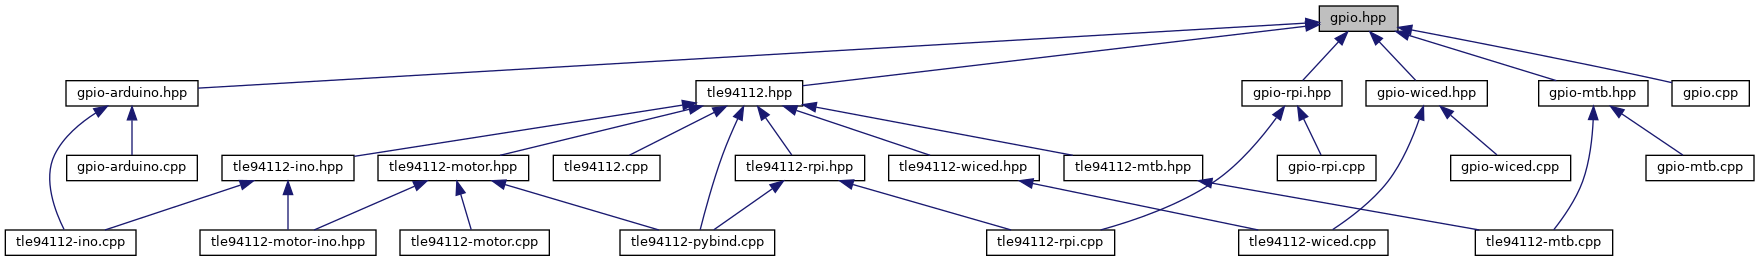 gpio.hpp
gpio-arduino.hpp
tle94112.hpp
gpio-rpi.hpp
gpio-wiced.hpp
gpio-mtb.hpp
gpio.cpp
gpio-arduino.cpp
tle94112-ino.hpp
tle94112-motor.hpp
tle94112.cpp
tle94112-rpi.hpp
tle94112-wiced.hpp
tle94112-mtb.hpp
gpio-rpi.cpp
gpio-wiced.cpp
gpio-mtb.cpp
tle94112-ino.cpp
tle94112-motor-ino.hpp
tle94112-motor.cpp
tle94112-pybind.cpp
tle94112-rpi.cpp
tle94112-wiced.cpp
tle94112-mtb.cpp